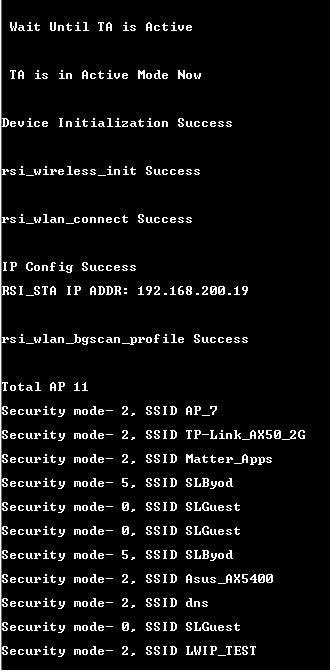 Wait Until TA is Active
TA is in Active Mode Now
Device Initialization Success
rsi_wireless_init Success
rsi_wlan_connect Success
IP Config Success
RSI_STA IP ADDR: 192.168.200.19
rsi_wlan_bgscan_profile Success
Total AP 11
Security mode- 2, SSID AP_7
Security mode- 2, SSID TP-Link_AX50_2G
Security mode- 2, SSID Matter_Apps
Security mode- 5, SSID SLByod
Security mode- 0, SSID SLGuest
Security mode- 0, SSID SLGuest
Security mode- 5, SSID SLByod
Security mode- 2, SSID Asus_AX5400
Security mode- 2, SSID dns
Security mode- 0, SSID SLGuest
Security mode- 2, SSID LWIP_TEST